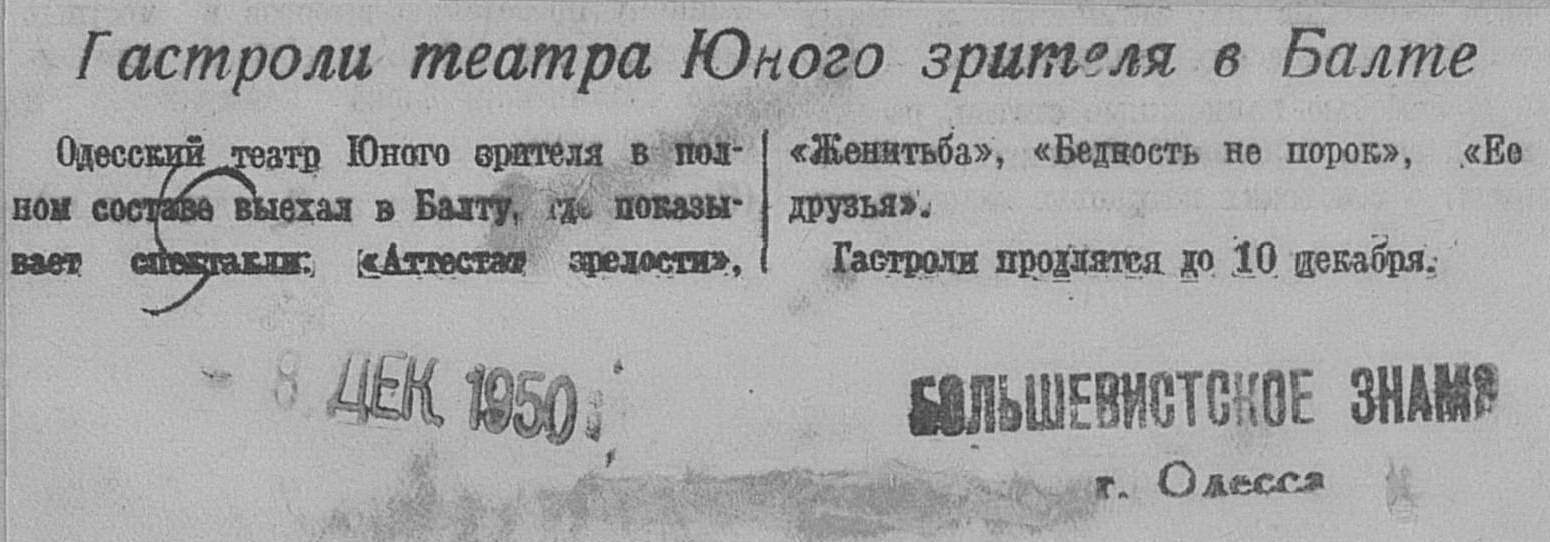 Гастроли театра Юного зрителя в Балте
Одесский театр Юного зрителя в пол-
ном составе выехал в Балту, где показы-
вает спектакли: «Аттестат зрелости»,
«Женитьба», «Бедность не порок», «Ее
друзья».
Гастроли продлятся до 10 декабря.
- 8 ДЕК 1950
БОЛЬШЕВИСТСКОЕ ЗНАМЯ
г. Одесса